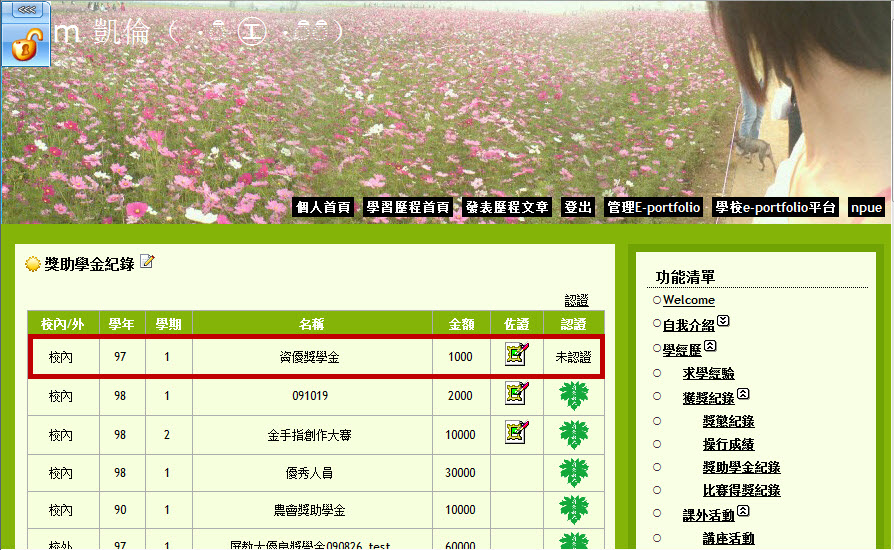 m 凱倫
個人首頁 學習歷程首頁 發表歷程文章 登出 管理E-portfolio 學校e-portfolio平台 npue
獎助學金紀錄
認證
校內/外 學年 學期 名稱 金額 佐證 認證
校內 97 1 資優獎學金 1000 未認證
校內 98 1 091019 2000
校內 98 2 金手指創作大賽 10000
校內 98 1 優秀人員 30000
校內 90 1 農會獎助學金 10000
校外 97 1 屏教大優良獎學金090826_test 60000
功能清單
Welcome
自我介紹
學經歷
求學經驗
獲獎紀錄
獎懲紀錄
操行成績
獎助學金紀錄
比賽得獎紀錄
課外活動
講座活動